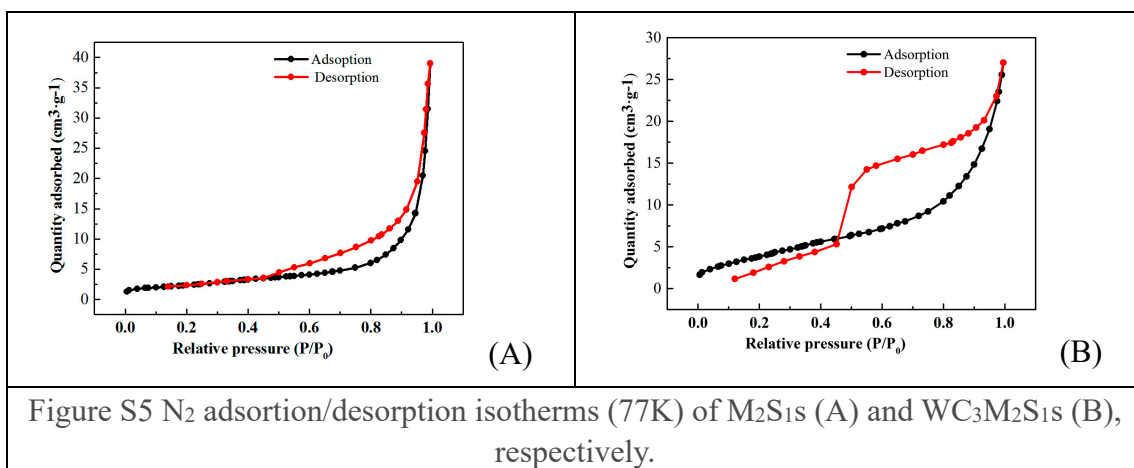 Adsoption
Desorption
Quantity adsorbed (cm3·g-1)
40
35
30
25
20
15
10
5
0
0.0 0.2 0.4 0.6 0.8 1.0
Relative pressure (P/P₀)
(A)
Adsorption
Desorption
Quantity adsorbed (cm3·g-1)
30
25
20
15
10
5
0
0.0 0.2 0.4 0.6 0.8 1.0
Relative pressure (P/P₀)
(B)
Figure S5 N₂ adsortion/desorption isotherms (77K) of M₂S₁s (A) and WC₃M₂S₁s (B),
respectively.